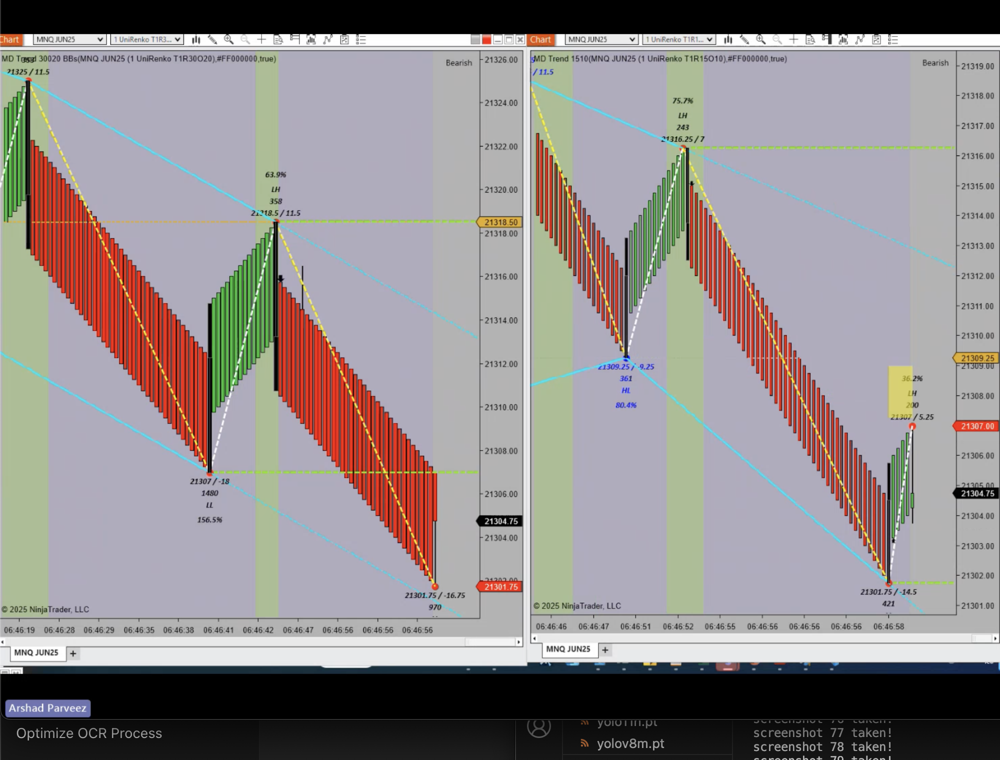 Chart MNQ JUN25 1 UniRenko T1R3...
MD Trend 30020 BBs(MNQ JUN25 (1 UniRenko T1R30O20),#FF000000,true)
Bearish
21325 / 11.5
63.9%
LH
358
21318.5 / 11.5
21307 / -18
1480
LL
156.5%
21301.75 / -16.75
970
21326.00
21324.00
21322.00
21320.00
21318.50
21318.00
21316.00
21314.00
21312.00
21310.00
21308.00
21306.00
21304.75
21304.00
21301.75
© 2025 NinjaTrader, LLC
06:46:19 06:46:28 06:46:29 06:46:35 06:46:38 06:46:41 06:46:42 06:46:47 06:46:56 06:46:56 06:46:56
MNQ JUN25 +
Chart MNQ JUN25 1 UniRenko T1R1...
MD Trend 1510(MNQ JUN25 (1 UniRenko T1R15O10),#FF000000,true)
Bearish
/ 11.5
75.7%
LH
243
21316.25 / 7
21309.25 / -9.25
361
HL
80.4%
36.2%
LH
200
21307 / 5.25
21301.75 / -14.5
421
21319.00
21318.00
21317.00
21316.00
21315.00
21314.00
21313.00
21312.00
21311.00
21310.00
21309.25
21309.00
21308.00
21307.00
21306.00
21305.00
21304.75
21304.00
21303.00
21302.00
21301.00
© 2025 NinjaTrader, LLC
06:46:46 06:46:47 06:46:51 06:46:52 06:46:56 06:46:56 06:46:58
MNQ JUN25 +
Arshad Parveez
Optimize OCR Process
yolo11n.pt
yolov8m.pt
screenshot 76 taken!
screenshot 77 taken!
screenshot 78 taken!
screenshot 79 taken!